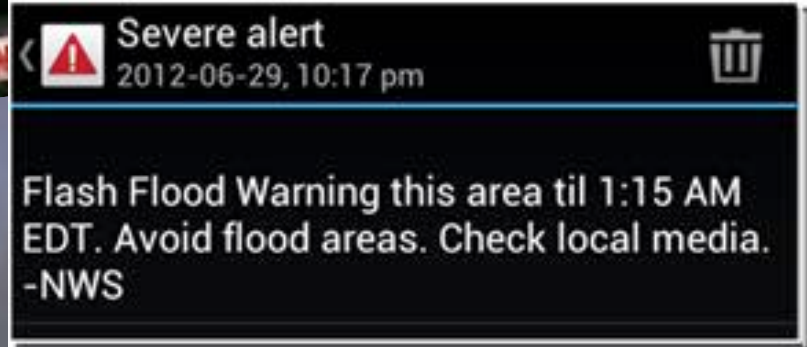 Severe alert
2012-06-29, 10:17 pm
Flash Flood Warning this area til 1:15 AM
EDT. Avoid flood areas. Check local media.
-NWS